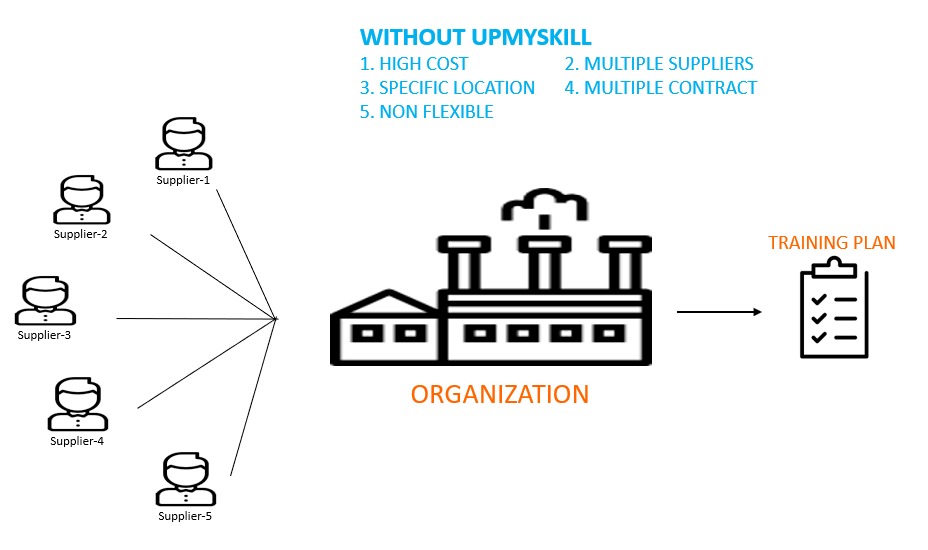 WITHOUT UPMYSKILL
1. HIGH COST 2. MULTIPLE SUPPLIERS
3. SPECIFIC LOCATION 4. MULTIPLE CONTRACT
5. NON FLEXIBLE
Supplier-1
Supplier-2
Supplier-3
Supplier-4
Supplier-5
ORGANIZATION
TRAINING PLAN